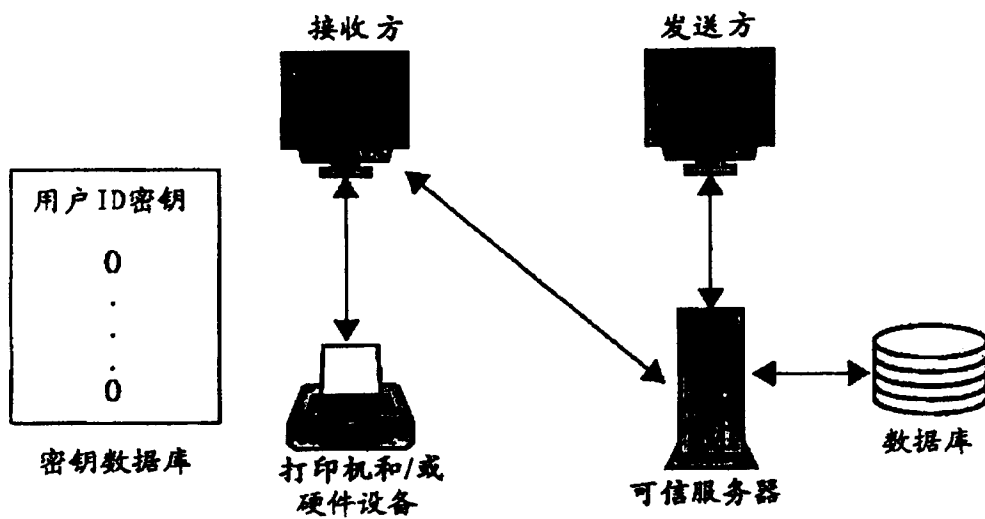 接收方
发送方
用户ID密钥
0
.
.
.
0
密钥数据库
打印机和/或
硬件设备
可信服务器
数据库